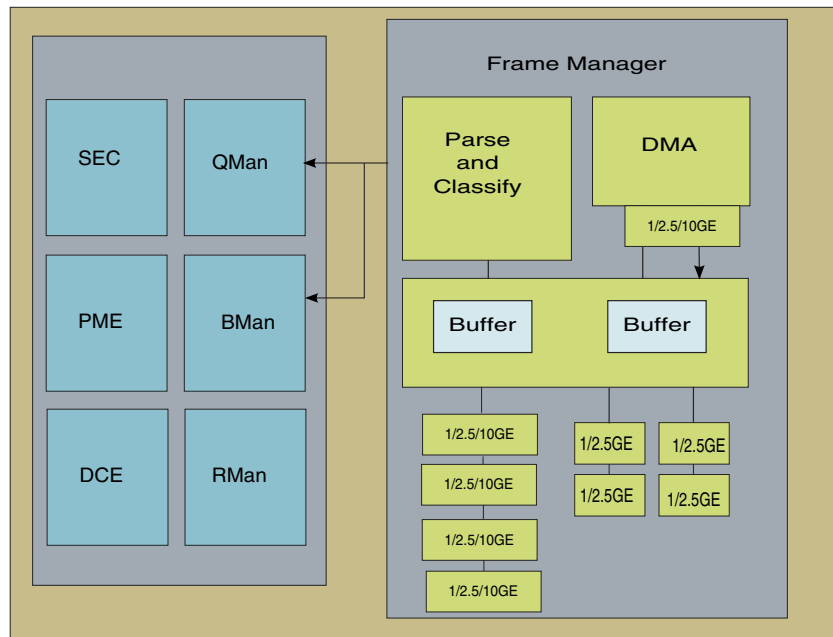 SEC
QMan
PME
BMan
DCE
RMan
Frame Manager
Parse
and
Classify
DMA
1/2.5/10GE
Buffer
Buffer
1/2.5/10GE
1/2.5/10GE
1/2.5/10GE
1/2.5/10GE
1/2.5GE
1/2.5GE
1/2.5GE
1/2.5GE